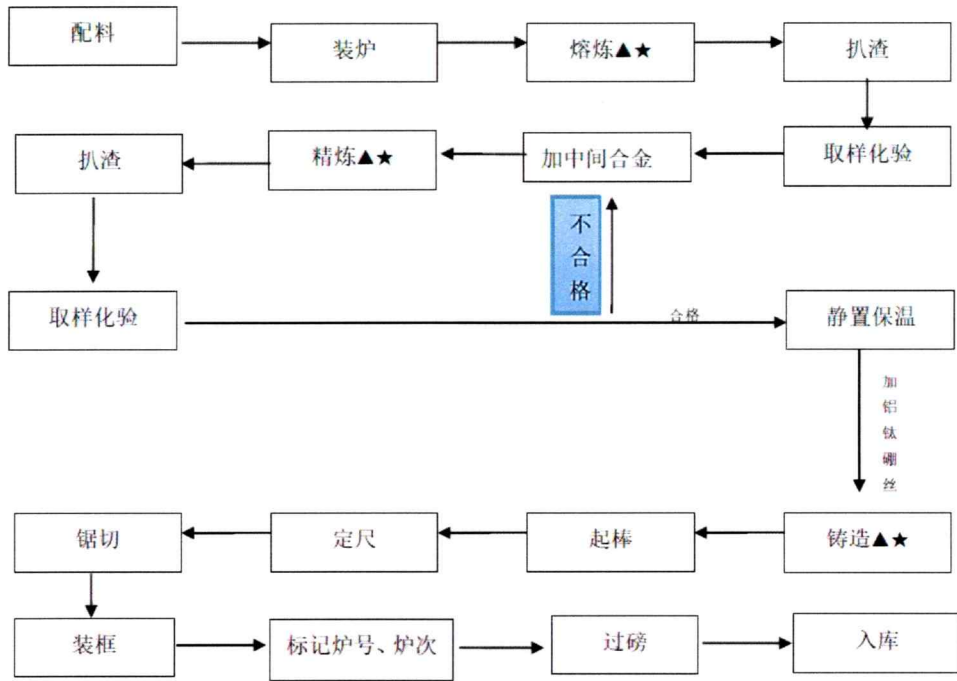 配料
装炉
熔炼▲★
扒渣
扒渣
精炼▲★
加中间合金
取样化验
不
合
格
取样化验
合格
静置保温
加
铝
钛
硼
丝
锯切
定尺
起棒
铸造▲★
装框
标记炉号、炉次
过磅
入库